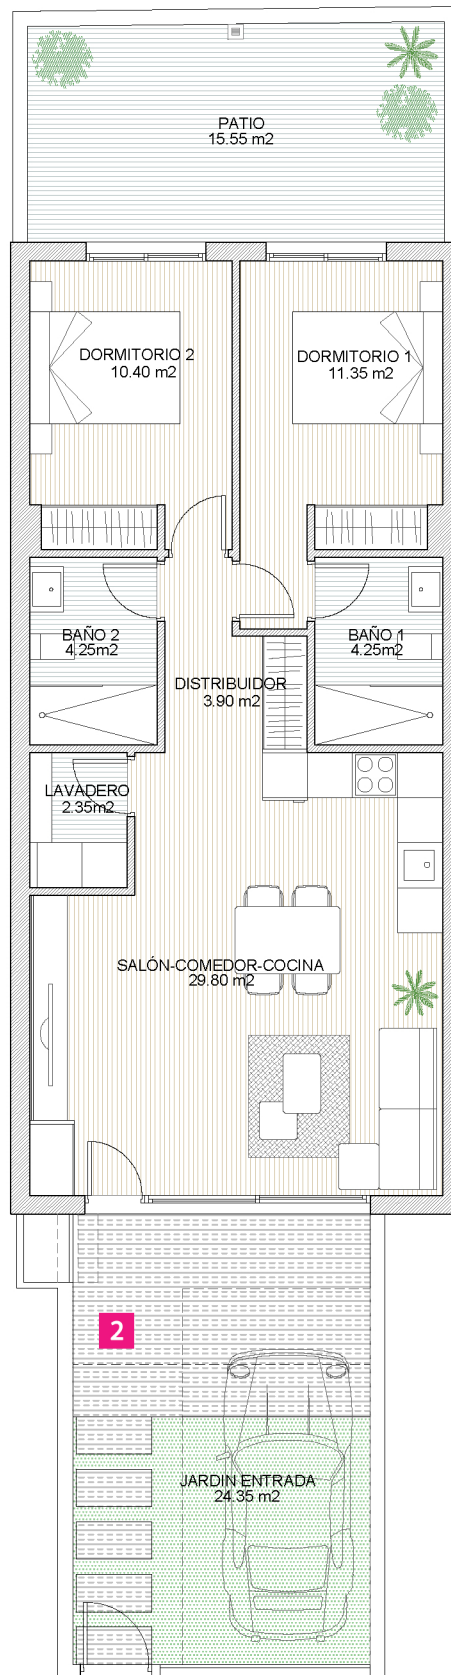 PATIO
15.55 m2
DORMITORIO 2
10.40 m2
DORMITORIO 1
11.35 m2
BAÑO 2
4.25m2
BAÑO 1
4.25m2
DISTRIBUIDOR
3.90 m2
LAVADERO
2.35m2
SALÓN-COMEDOR-COCINA
29.80 m2
2
JARDIN ENTRADA
24.35 m2